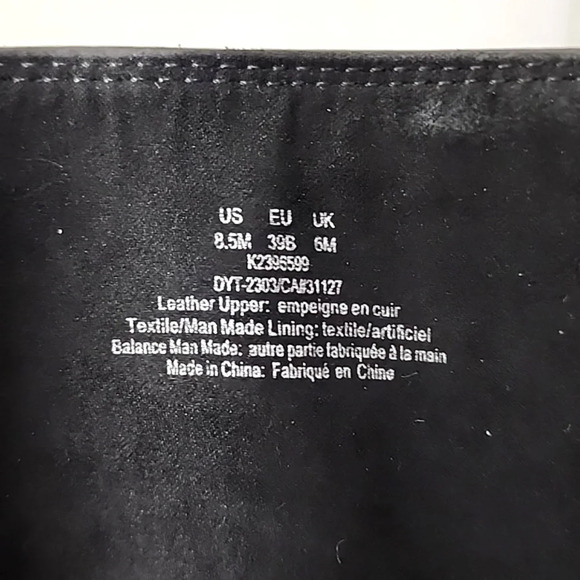 US EU UK
8.5M 39B 6M
K2396599
DYT-2303/CA#31127
Leather Upper: empeigne en cuir
Textile/Man Made Lining: textile/artificiel
Balance Man Made: autre partie fabriquée à la main
Made in China: Fabriqué en Chine